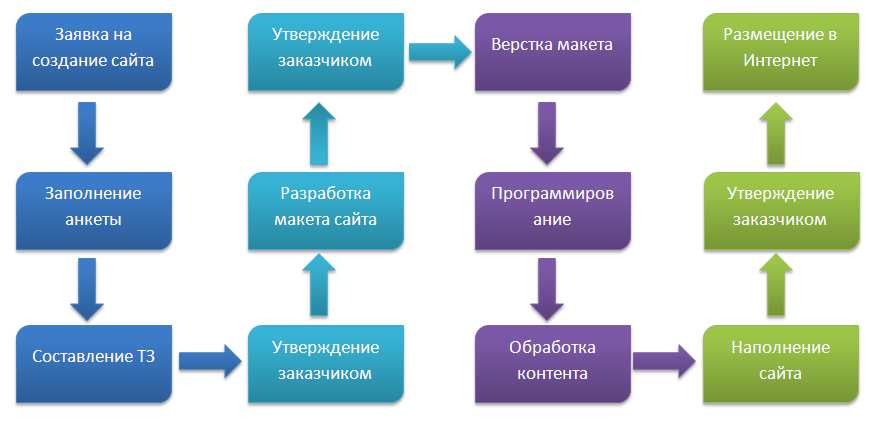 Заявка на
создание сайта
Заполнение
анкеты
Составление ТЗ
Утверждение
заказчиком
Разработка
макета сайта
Утверждение
заказчиком
Верстка макета
Программиров
ание
Обработка
контента
Наполнение
сайта
Утверждение
заказчиком
Размещение в
Интернет